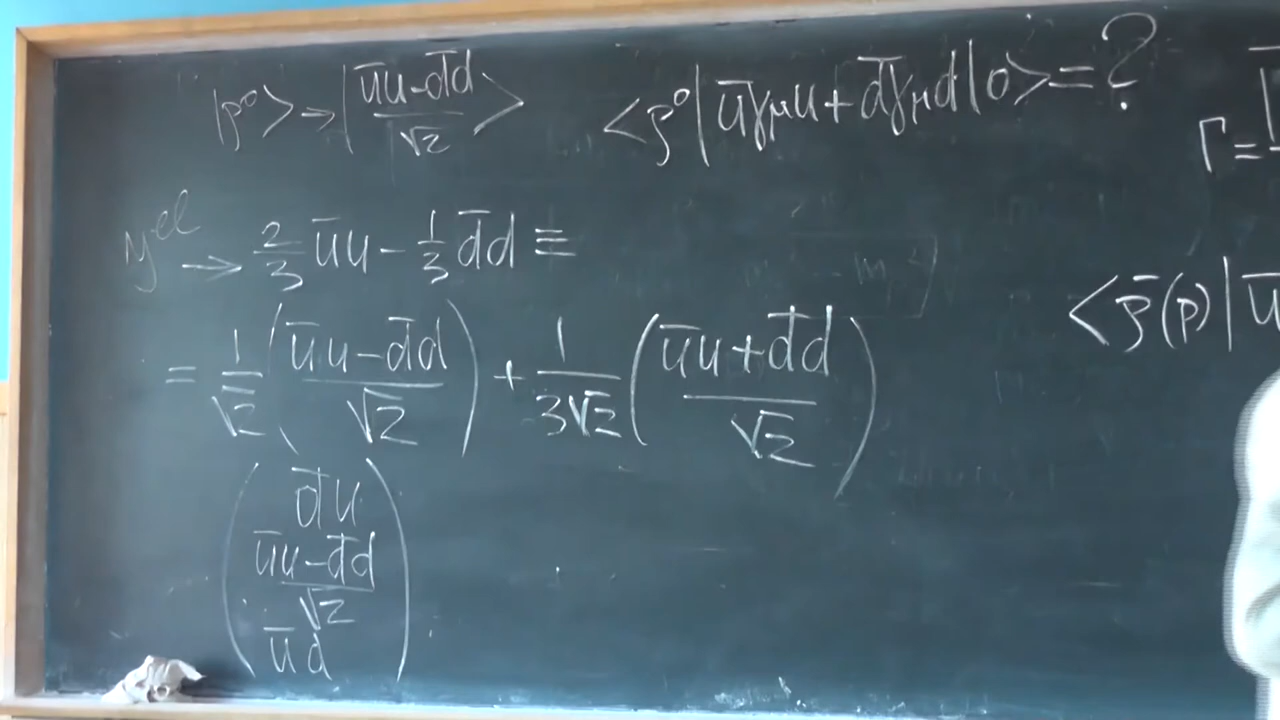 |ρ⁰> → |(ūu - d̄d)/√2> <ρ⁰| ūγ_μu + d̄γ_μd |0> = ?
Γ =
J^el → 2/3 ūu - 1/3 d̄d ≡
<ρ⁻(p)| ū
= 1/√2 ((ūu - d̄d)/√2) + 1/(3√2) ((ūu + d̄d)/√2)
d̄u
(ūu - d̄d)/√2
ūd